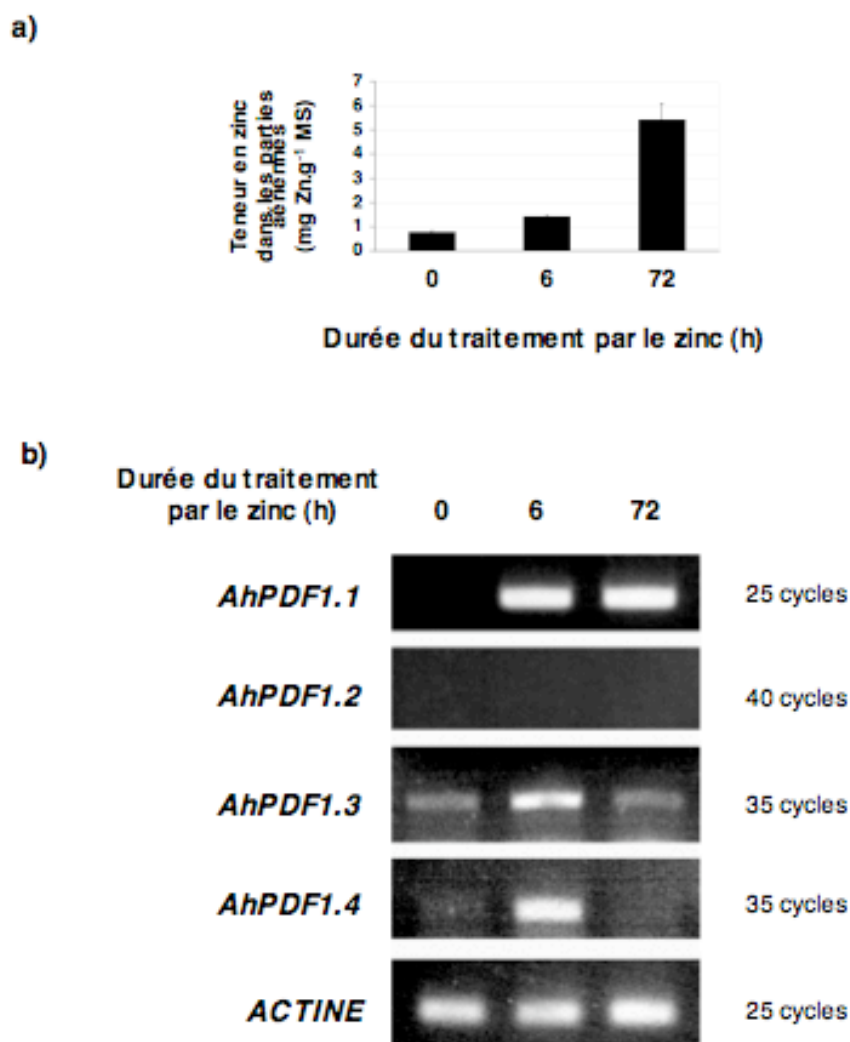 a)
Teneur en zinc
dans les parties
aériennes
(mg Zn.g⁻¹ MS)
7
6
5
4
3
2
1
0
0 6 72
Durée du traitement par le zinc (h)
b)
Durée du traitement
par le zinc (h) 0 6 72
AhPDF1.1 25 cycles
AhPDF1.2 40 cycles
AhPDF1.3 35 cycles
AhPDF1.4 35 cycles
ACTINE 25 cycles